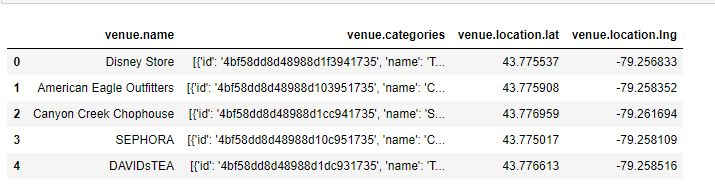 venue.name venue.categories venue.location.lat venue.location.lng
0 Disney Store [{'id': '4bf58dd8d48988d1f3941735', 'name': 'T... 43.775537 -79.256833
1 American Eagle Outfitters [{'id': '4bf58dd8d48988d103951735', 'name': 'C... 43.775908 -79.258352
2 Canyon Creek Chophouse [{'id': '4bf58dd8d48988d1cc941735', 'name': 'S... 43.776959 -79.261694
3 SEPHORA [{'id': '4bf58dd8d48988d10c951735', 'name': 'C... 43.775017 -79.258109
4 DAVIDsTEA [{'id': '4bf58dd8d48988d1dc931735', 'name': 'T... 43.776613 -79.258516